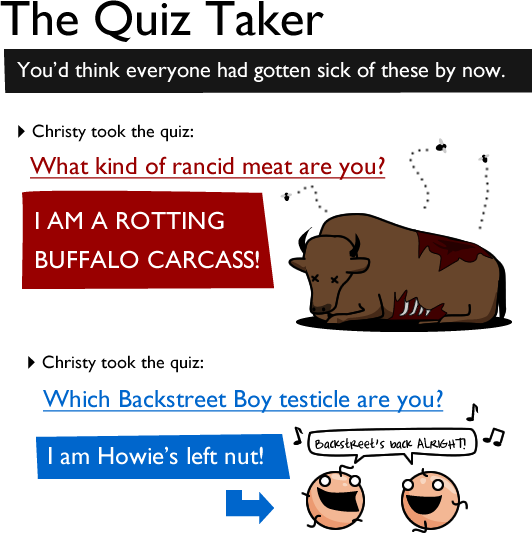 The Quiz Taker
You'd think everyone had gotten sick of these by now.
Christy took the quiz:
What kind of rancid meat are you?
I AM A ROTTING
BUFFALO CARCASS!
Christy took the quiz:
Which Backstreet Boy testicle are you?
I am Howie's left nut!
Backstreet's back ALRIGHT!